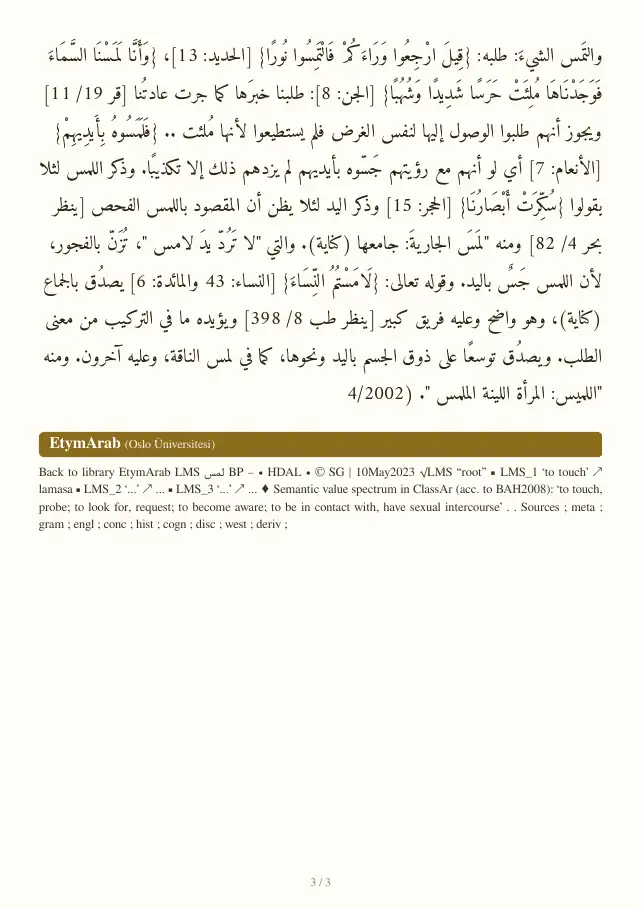 والتَمس الشيءَ: طلبه: {قِيلَ ارْجِعُوا وَرَاءَكُمْ فَالْتَمِسُوا نُورًا} [الحديد: 13]، {وَأَنَّا لَمَسْنَا السَّمَاءَ
فَوَجَدْنَاهَا مُلِئَتْ حَرَسًا شَدِيدًا وَشُهُبًا} [الجن: 8]: طلبنا خبرَها كما جرت عادتُنا [قر 19/ 11]
ويجوز أنهم طلبوا الوصول إليها لنفس الغرض فلم يستطيعوا لأنها مُلئت .. {فَلَمَسُوهُ بِأَيْدِيهِمْ}
[الأنعام: 7] أي لو أنهم مع رؤيتهم جَسّوه بأيديهم لم يزدهم ذلك إلا تكذيبًا. وذكر اللمس لئلا
يقولوا {سُكِّرَتْ أَبْصَارُنَا} [الحجر: 15] وذكر اليد لئلا يظن أن المقصود باللمس الفحص [ينظر
بحر 4/ 82] ومنه "لمَسَ الجاريةَ: جامعها (كناية). والتي "لا تَرُدّ يدَ لامس "، تُزَنّ بالفجور،
لأن اللمس جَسٌ باليد. وقوله تعالى: {لَامَسْتُمُ النِّسَاءَ} [النساء: 43 والمائدة: 6] يصدُق بالجماع
(كناية)، وهو واضح وعليه فريق كبير [ينظر طب 8/ 398] ويؤيده ما في التركيب من معنى
الطلب. ويصدُق توسعًا على ذوق الجسم باليد ونحوها، كما في لمس الناقة، وعليه آخرون. ومنه
"اللميس: المرأة اللينة الملمس ". (4/2002
EtymArab (Oslo Üniversitesi)
Back to library EtymArab LMS لمس BP – • HDAL • © SG | 10May2023 √LMS “root” ▪ LMS_1 ‘to touch’ ↗
lamasa ▪ LMS_2 ‘...’ ↗ ... ▪ LMS_3 ‘...’ ↗ ... ♦ Semantic value spectrum in ClassAr (acc. to BAH2008): ‘to touch,
probe; to look for, request; to become aware; to be in contact with, have sexual intercourse’ . . Sources ; meta ;
gram ; engl ; conc ; hist ; cogn ; disc ; west ; deriv ;
3 / 3